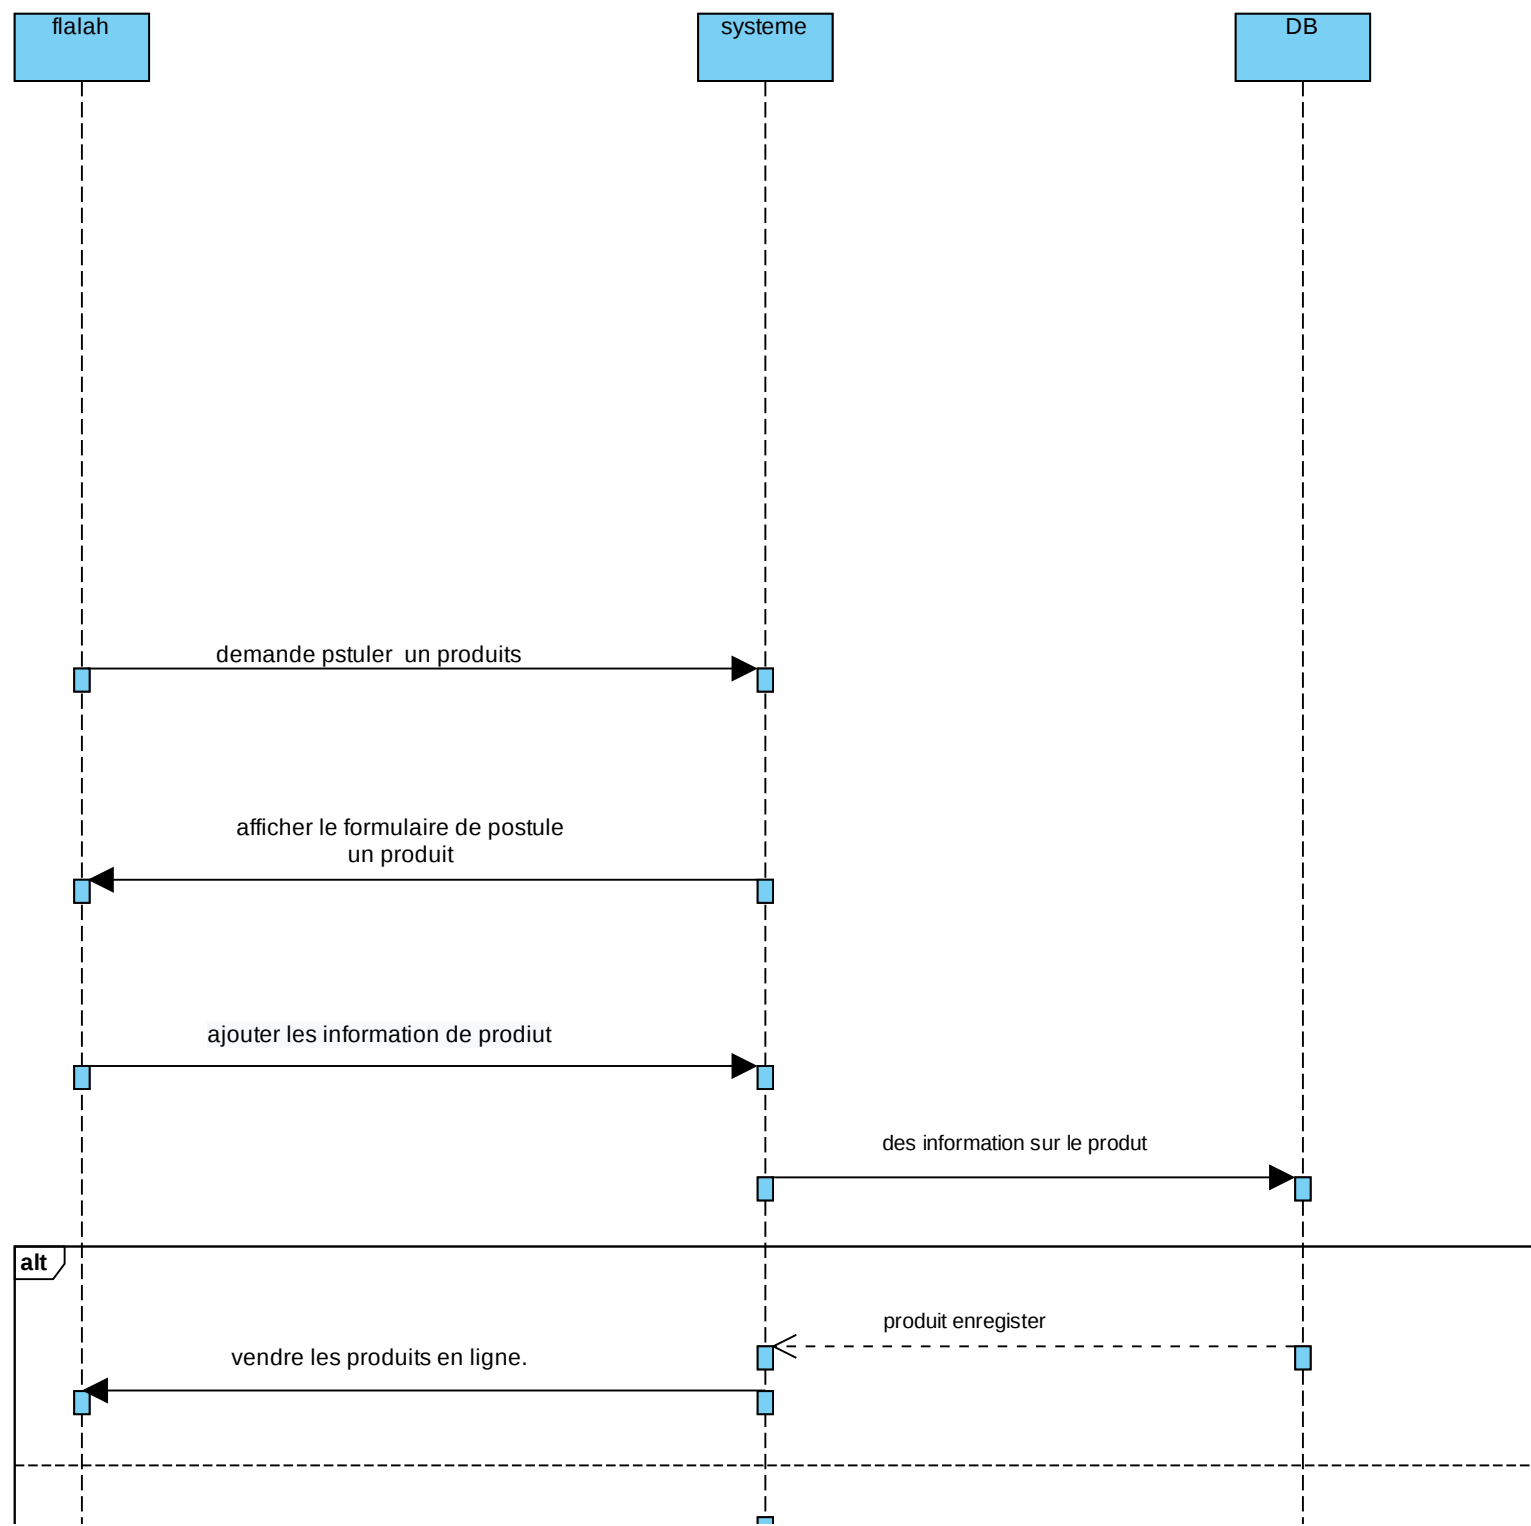 flalah
systeme
DB
demande pstuler  un produits
afficher le formulaire de postule
un produit
ajouter les information de prodiut
des information sur le produt
alt
produit enregister
vendre les produits en ligne.